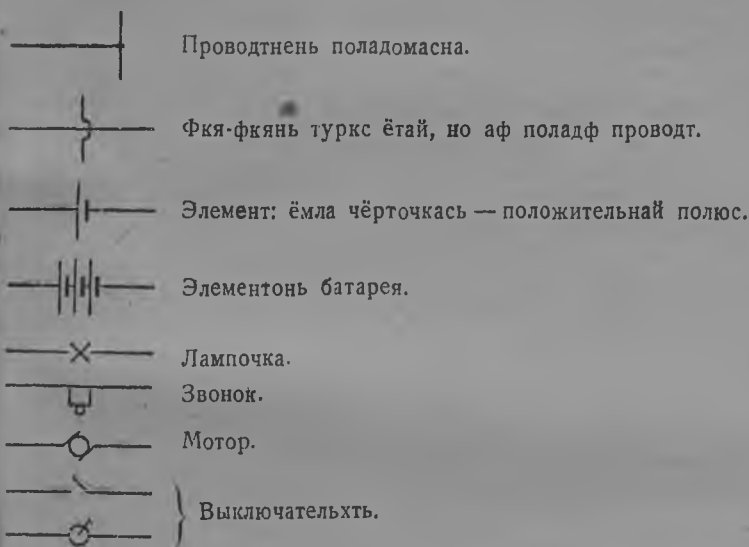 Проводтнень поладомасна.
Фкя-фкянь туркс ётай, но аф поладф проводт.
Элемент: ёмла чёрточкась — положительнай полюс.
Элементонь батарея.
Лампочка.
Звонок.
Мотор.
Выключательхть.